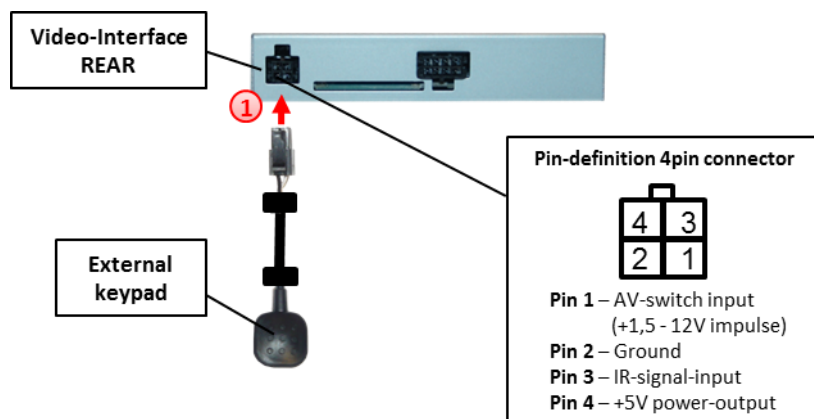 Video-Interface
REAR
1
Pin-definition 4pin connector
4 3
2 1
External
keypad
Pin 1 – AV-switch input
(+1,5 - 12V impulse)
Pin 2 – Ground
Pin 3 – IR-signal-input
Pin 4 – +5V power-output